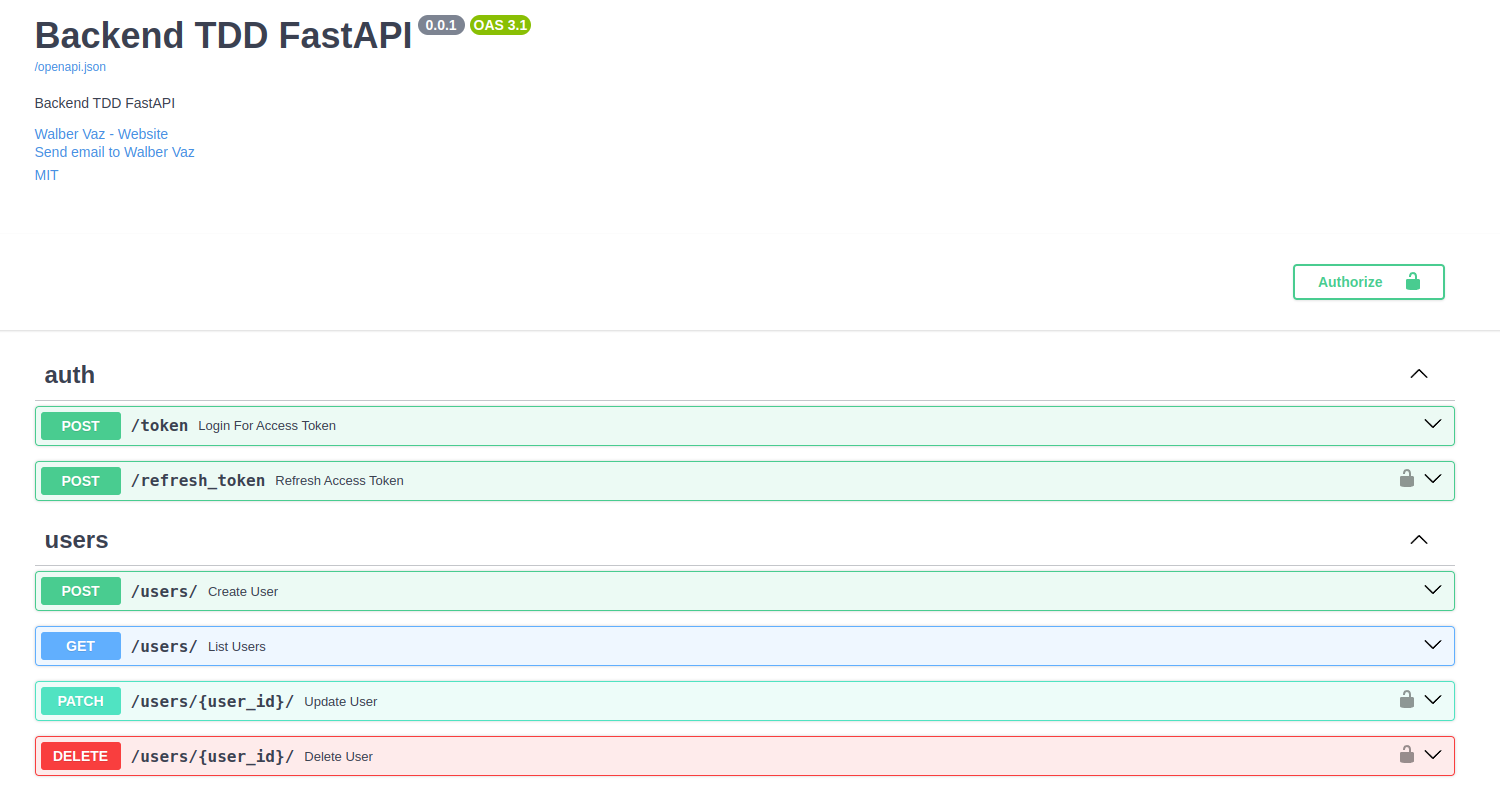 Backend TDD FastAPI 0.0.1 OAS 3.1
/openapi.json
Backend TDD FastAPI
Walber Vaz - Website
Send email to Walber Vaz
MIT
Authorize
auth
POST /token Login For Access Token
POST /refresh_token Refresh Access Token
users
POST /users/ Create User
GET /users/ List Users
PATCH /users/{user_id}/ Update User
DELETE /users/{user_id}/ Delete User